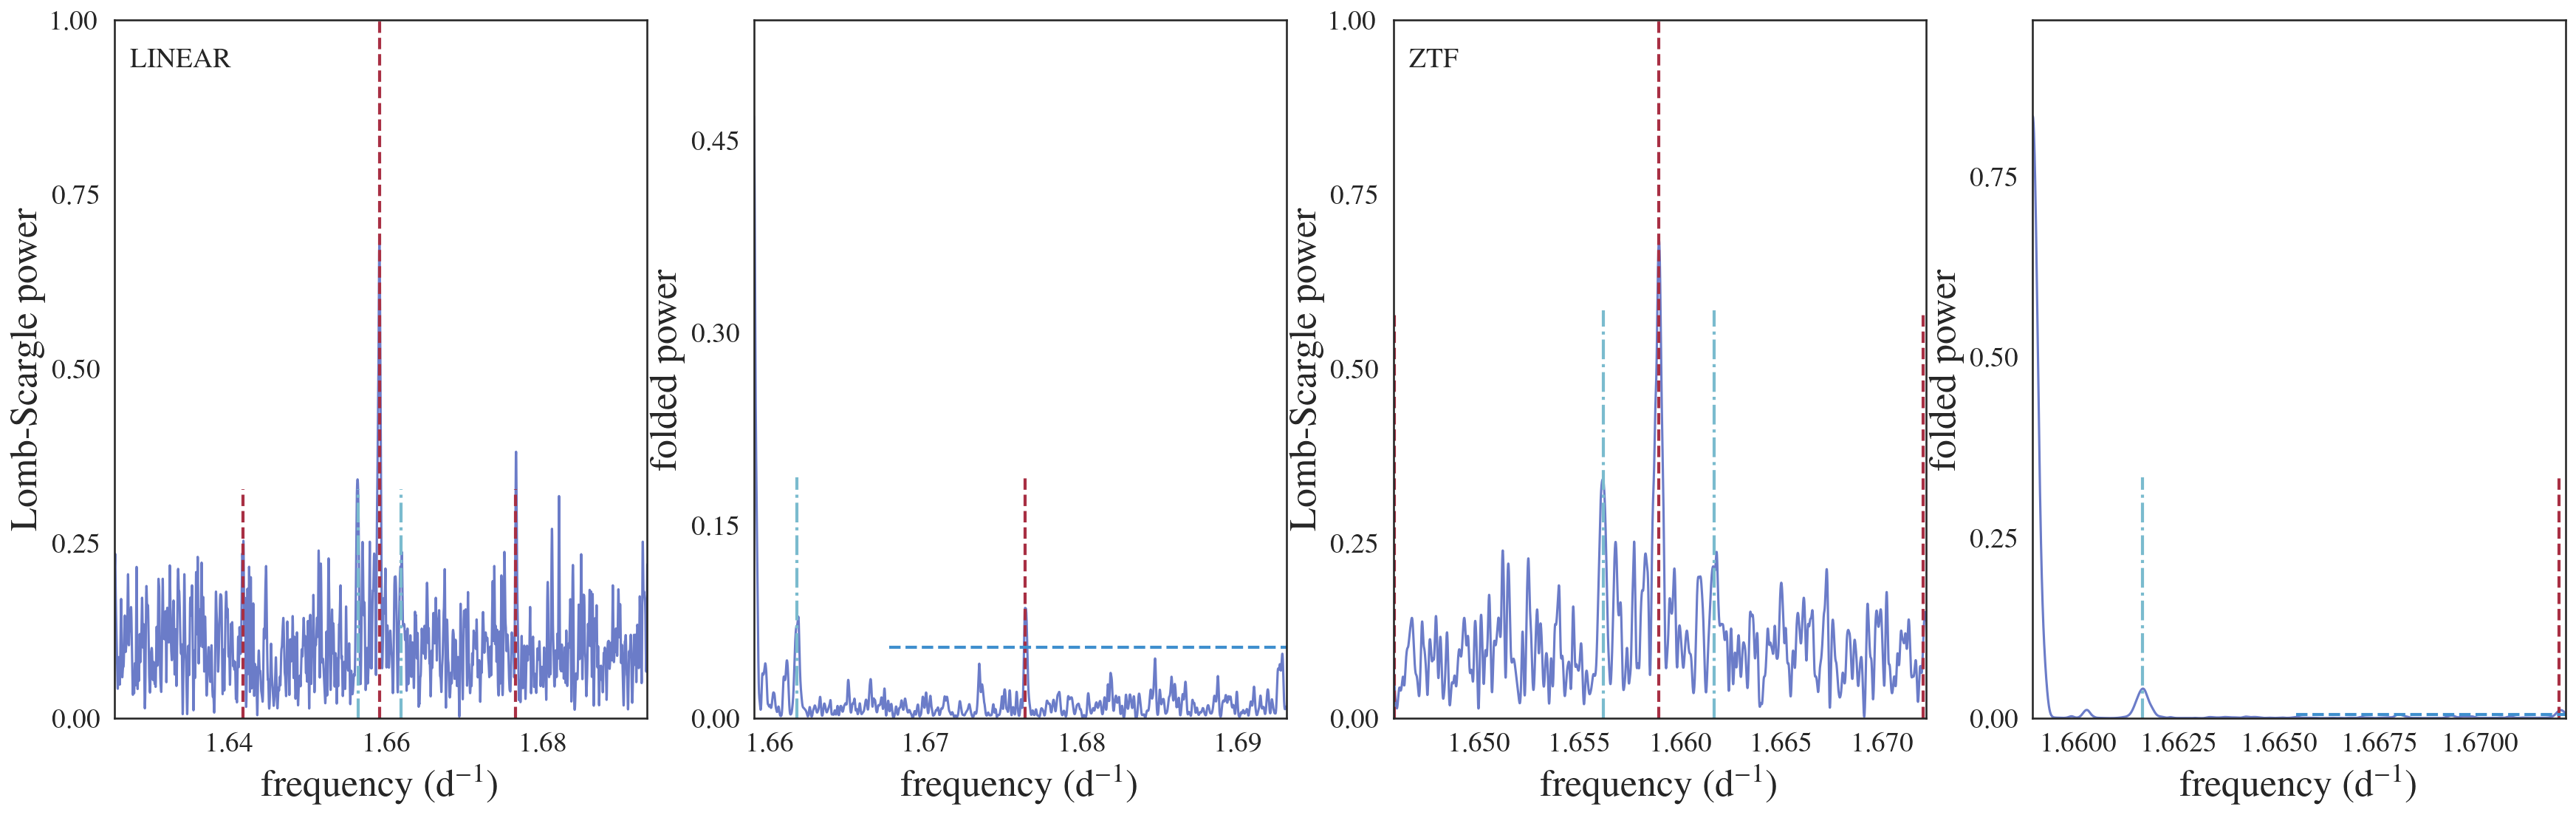 LINEAR
Lomb-Scargle power
1.00
0.75
0.50
0.25
0.00
1.64 1.66 1.68
frequency (d⁻¹)
folded power
0.45
0.30
0.15
0.00
1.66 1.67 1.68 1.69
frequency (d⁻¹)
ZTF
Lomb-Scargle power
1.00
0.75
0.50
0.25
0.00
1.650 1.655 1.660 1.665 1.670
frequency (d⁻¹)
folded power
0.75
0.50
0.25
0.00
1.6600 1.6625 1.6650 1.6675 1.6700
frequency (d⁻¹)